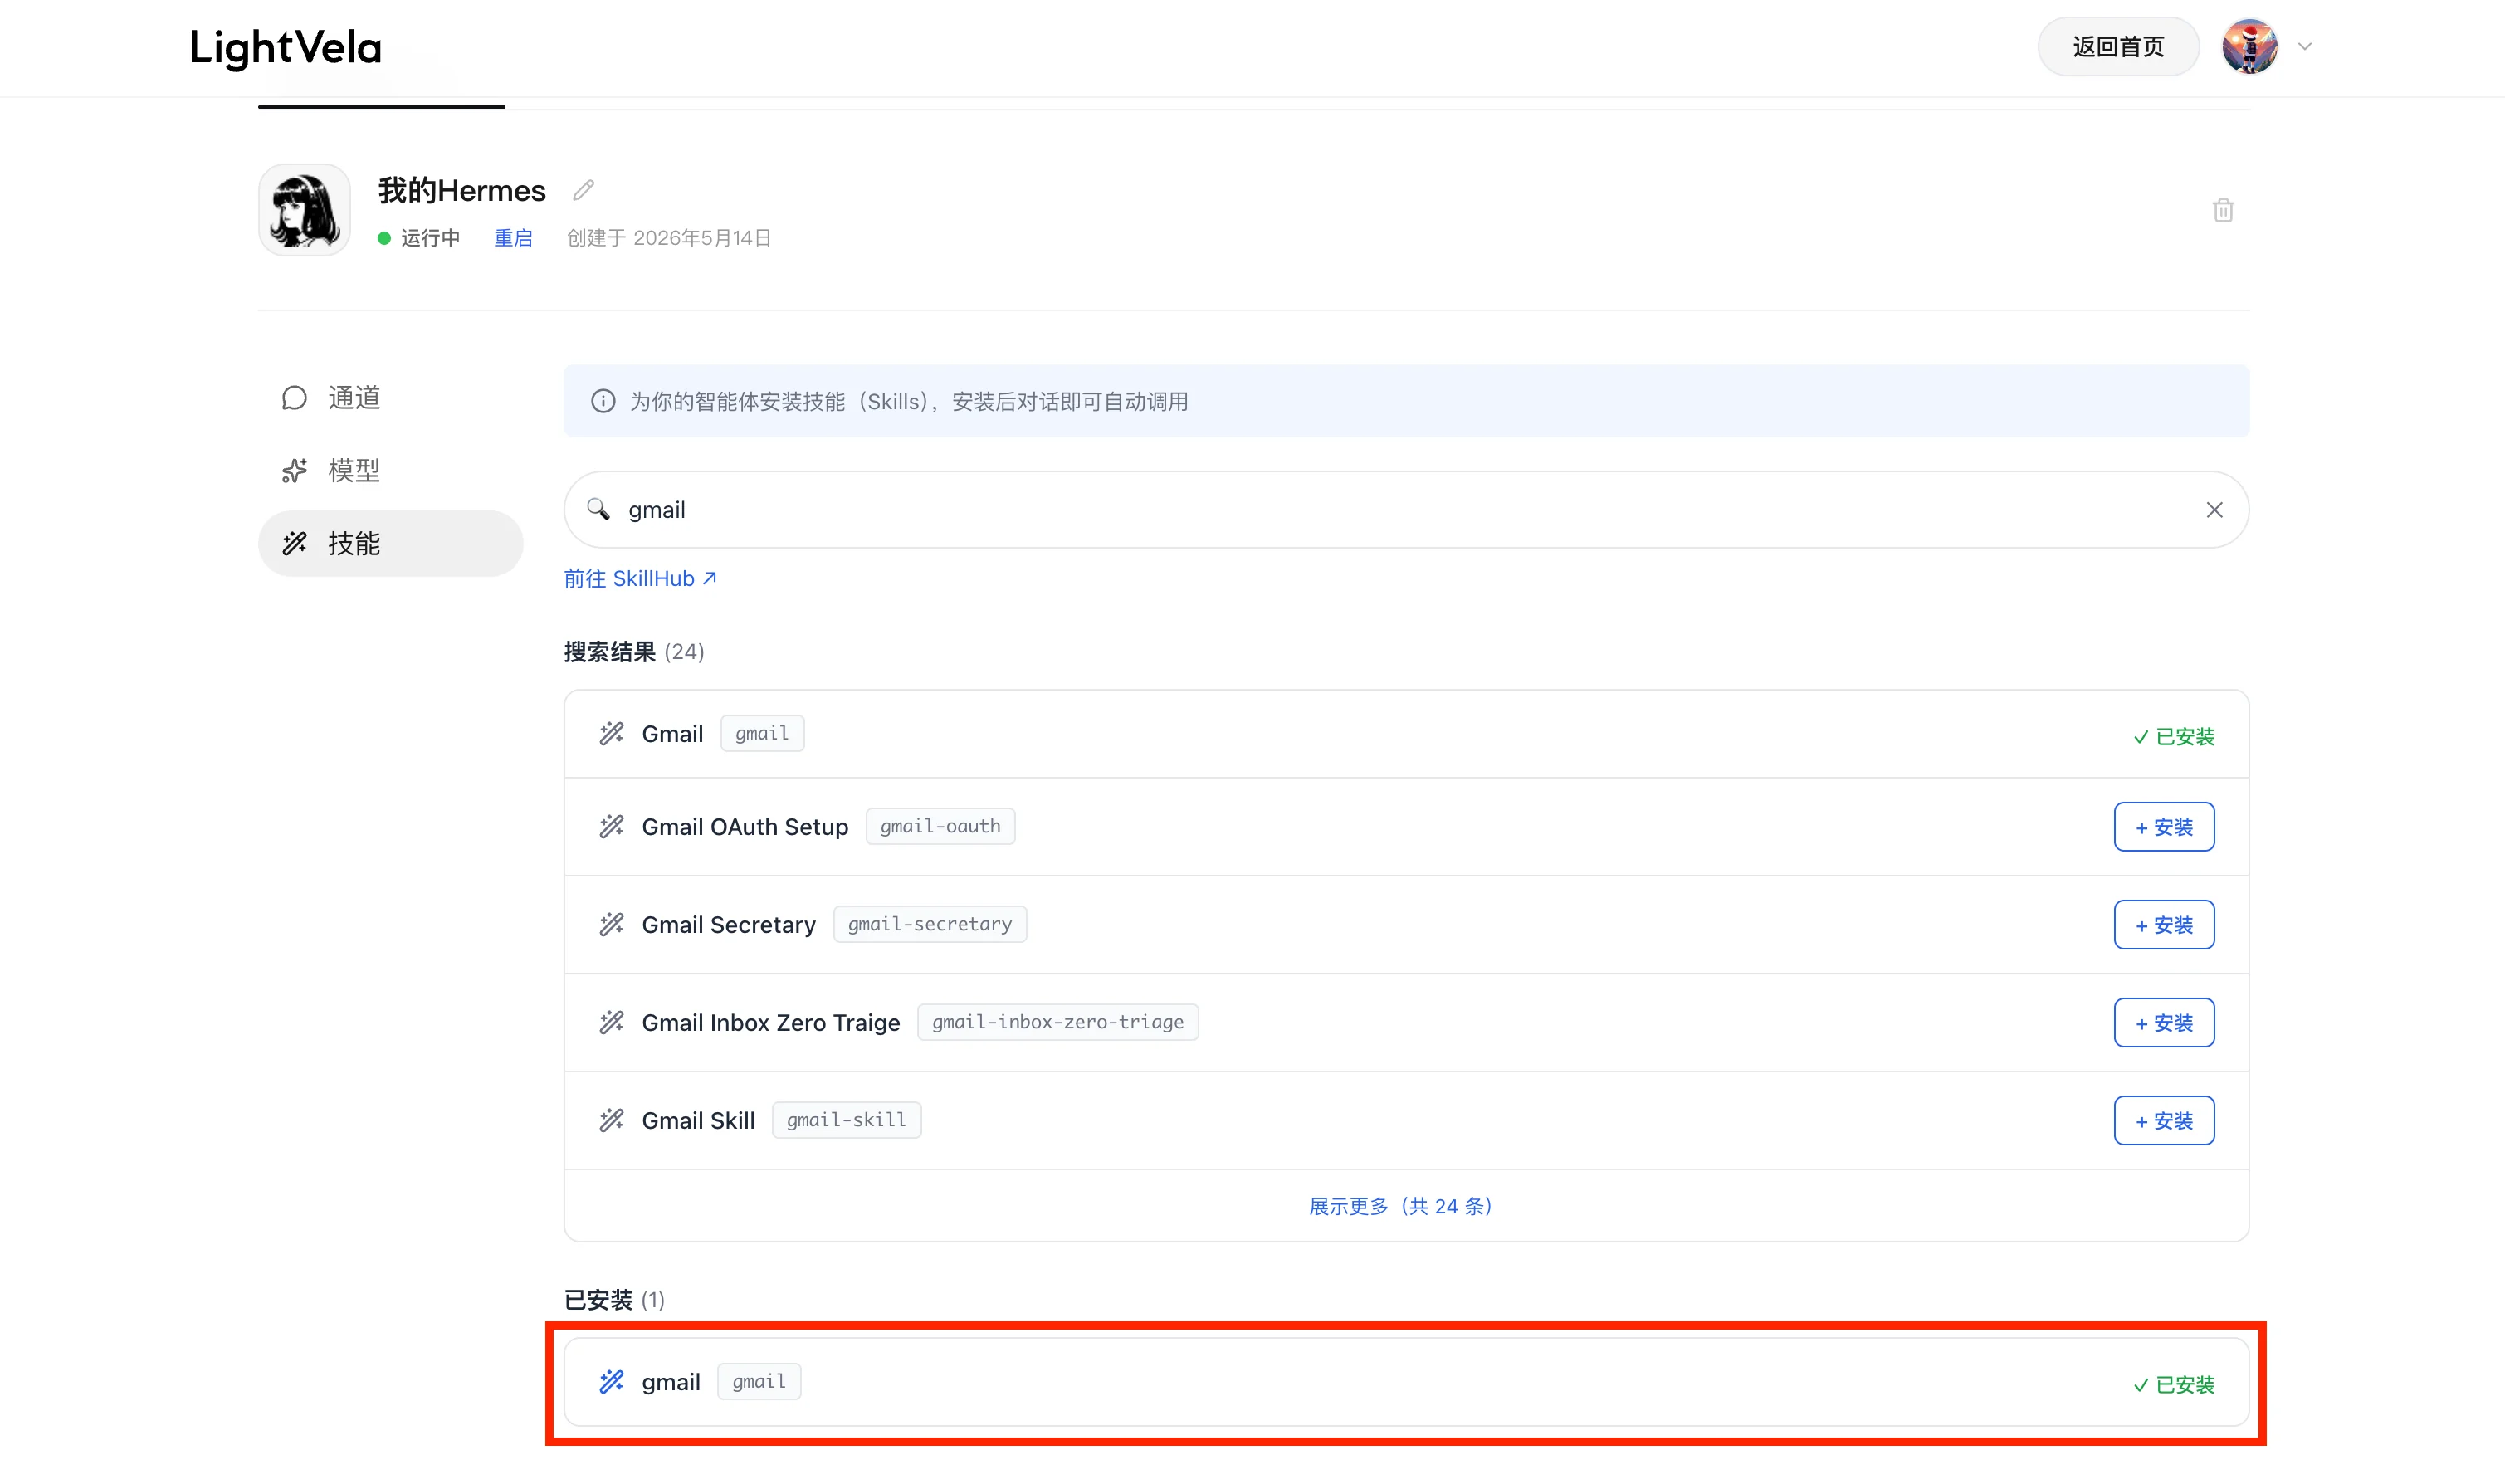 LightVela
返回首页
我的Hermes
运行中 重启 创建于 2026年5月14日
通道
模型
技能
为你的智能体安装技能（Skills），安装后对话即可自动调用
gmail
前往 SkillHub ↗
搜索结果 (24)
Gmail gmail ✓ 已安装
Gmail OAuth Setup gmail-oauth + 安装
Gmail Secretary gmail-secretary + 安装
Gmail Inbox Zero Traige gmail-inbox-zero-triage + 安装
Gmail Skill gmail-skill + 安装
展示更多（共 24 条）
已安装 (1)
gmail gmail ✓ 已安装